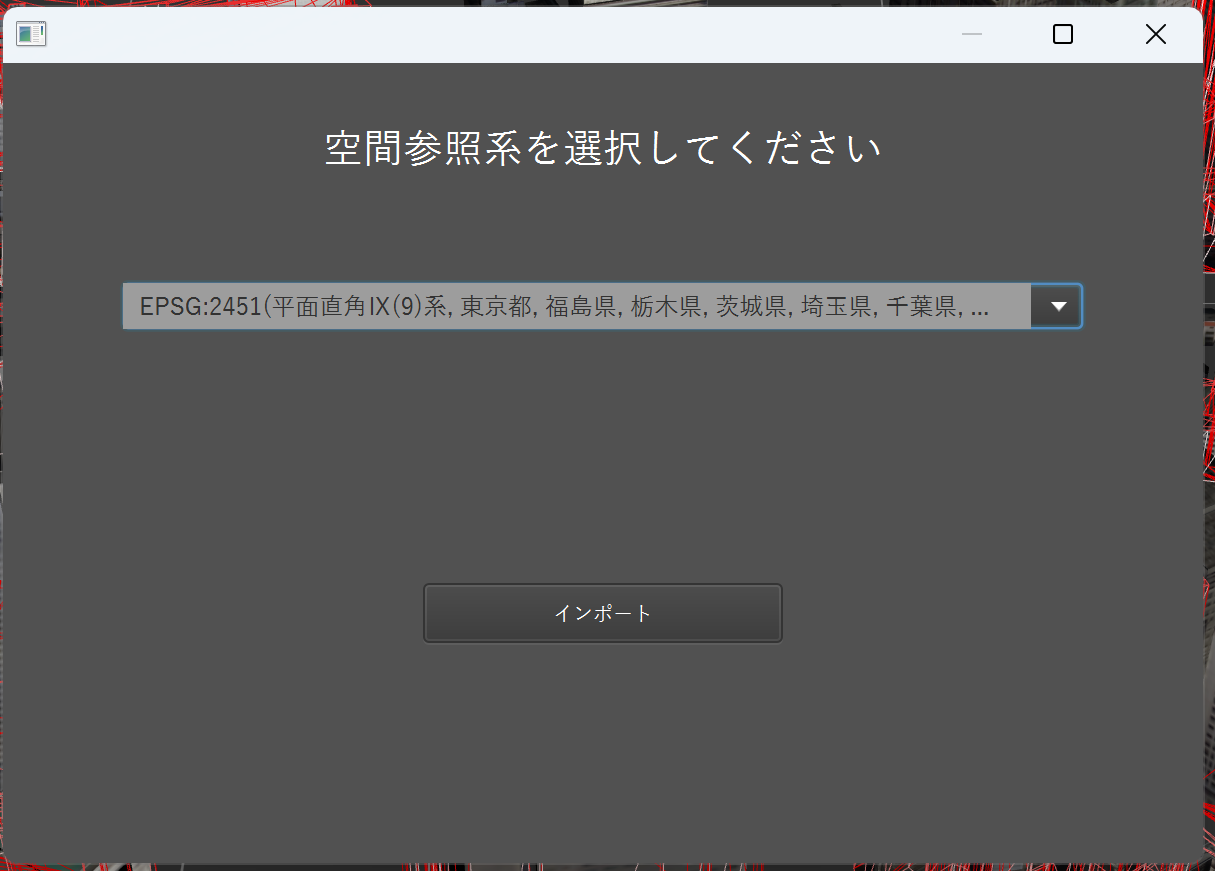 空間参照系を選択してください
EPSG:2451(平面直角Ⅸ(9)系, 東京都, 福島県, 栃木県, 茨城県, 埼玉県, 千葉県, ...
インポート